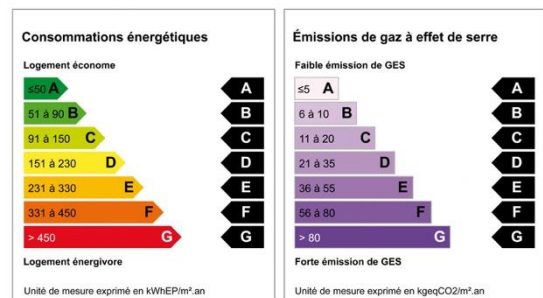 Consommations énergétiques
Logement économe
≤50 A A
51 à 90 B B
91 à 150 C C
151 à 230 D D
231 à 330 E E
331 à 450 F F
> 450 G G
Logement énergivore
Unité de mesure exprimé en kWhEP/m².an
Émissions de gaz à effet de serre
Faible émission de GES
≤5 A A
6 à 10 B B
11 à 20 C C
21 à 35 D D
36 à 55 E E
56 à 80 F F
> 80 G G
Forte émission de GES
Unité de mesure exprimé en kgeqCO2/m².an